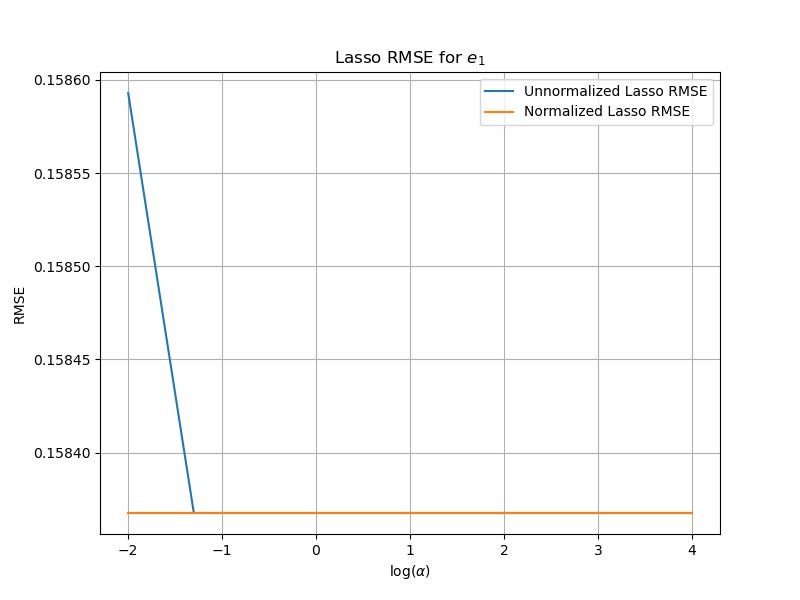 Lasso RMSE for e₁
Unnormalized Lasso RMSE
Normalized Lasso RMSE
0.15860
0.15855
0.15850
0.15845
0.15840
RMSE
−2 −1 0 1 2 3 4
log(α)